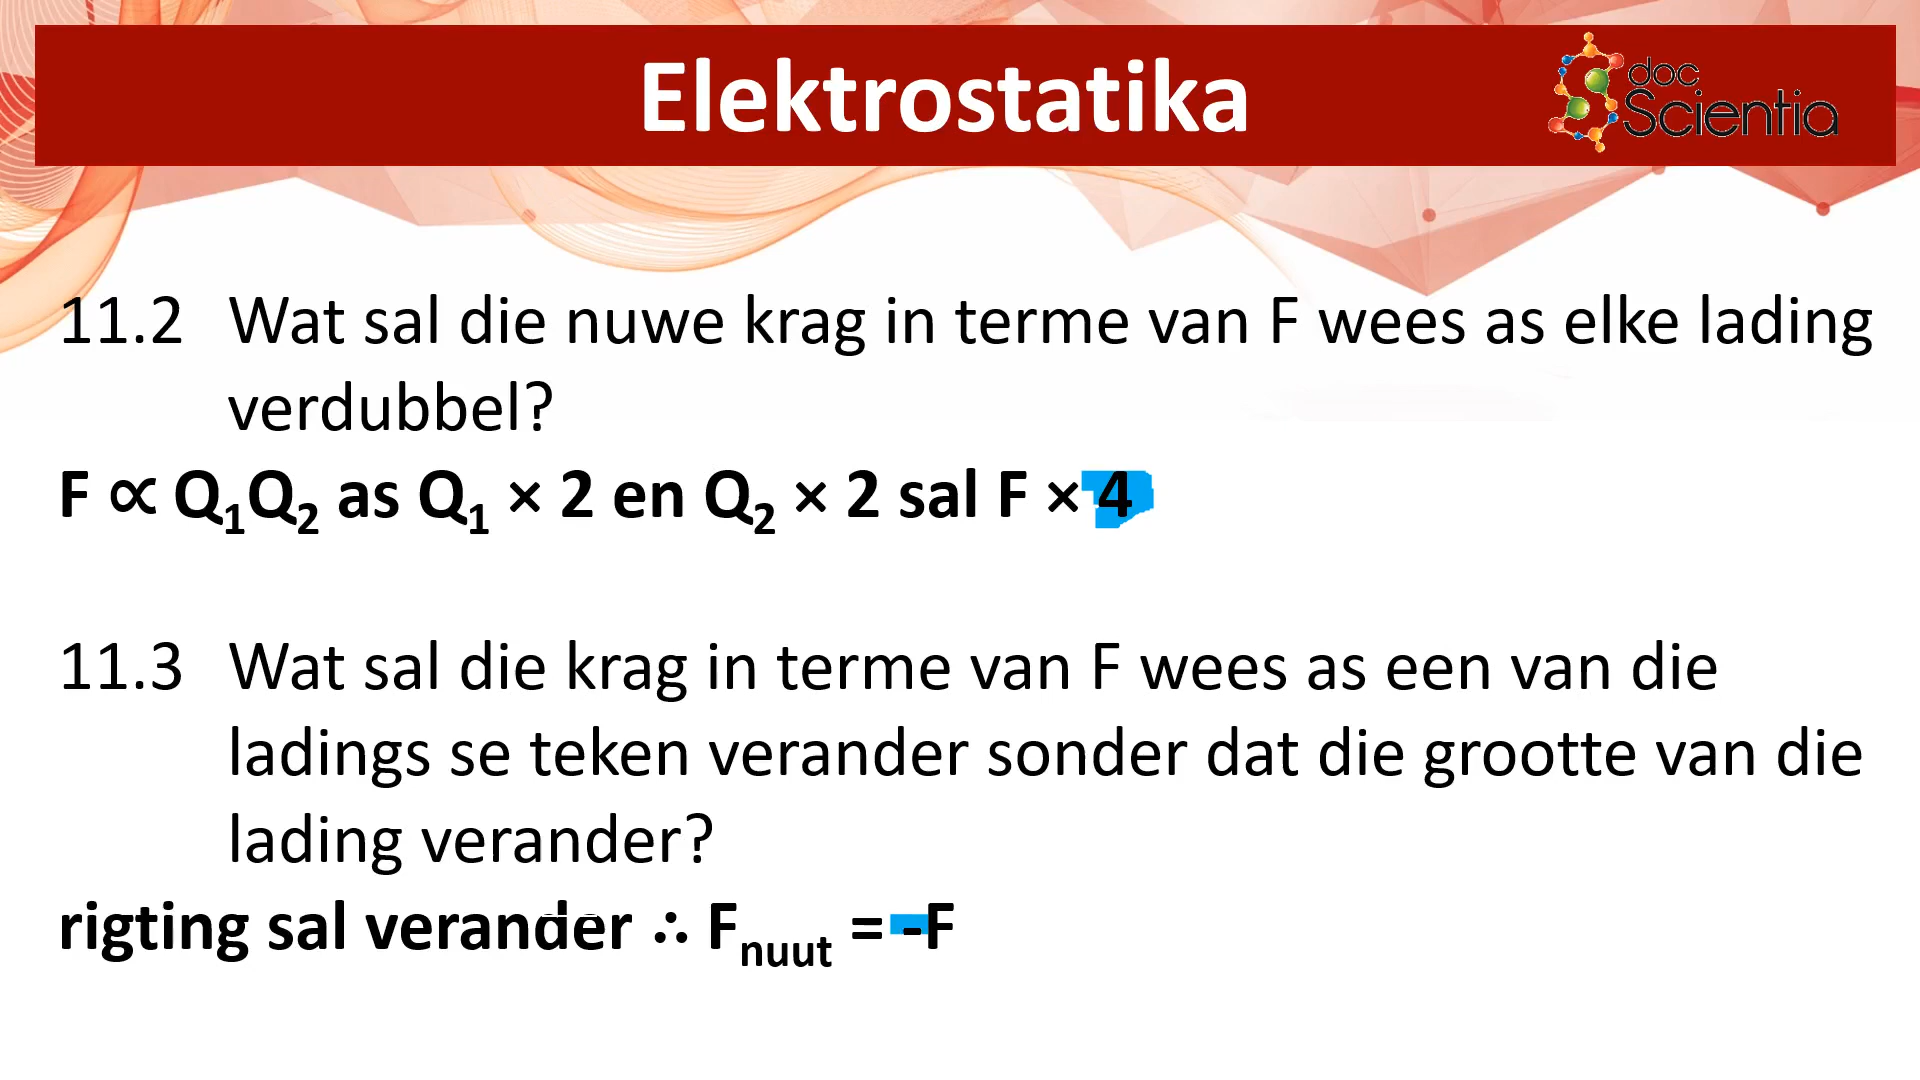 Elektrostatika
doc
Scientia
11.2 Wat sal die nuwe krag in terme van F wees as elke lading
verdubbel?
F ∝ Q₁Q₂ as Q₁ × 2 en Q₂ × 2 sal F × 4
11.3 Wat sal die krag in terme van F wees as een van die
ladings se teken verander sonder dat die grootte van die
lading verander?
rigting sal verander ∴ Fnuut = -F